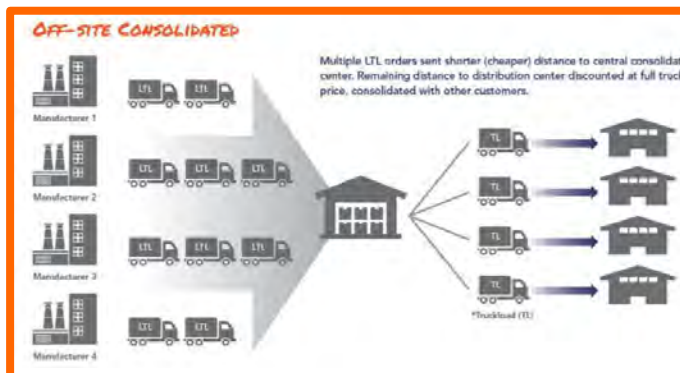 OFF-SITE CONSOLIDATED
Multiple LTL orders sent shorter (cheaper) distance to central consolidat
center. Remaining distance to distribution center discounted at full truck
price, consolidated with other customers.
LTL LTL
Manufacturer 1
TL
LTL LTL LTL
Manufacturer 2
TL
LTL LTL LTL
Manufacturer 3
TL
TL
*Truckload (TL)
LTL LTL
Manufacturer 4